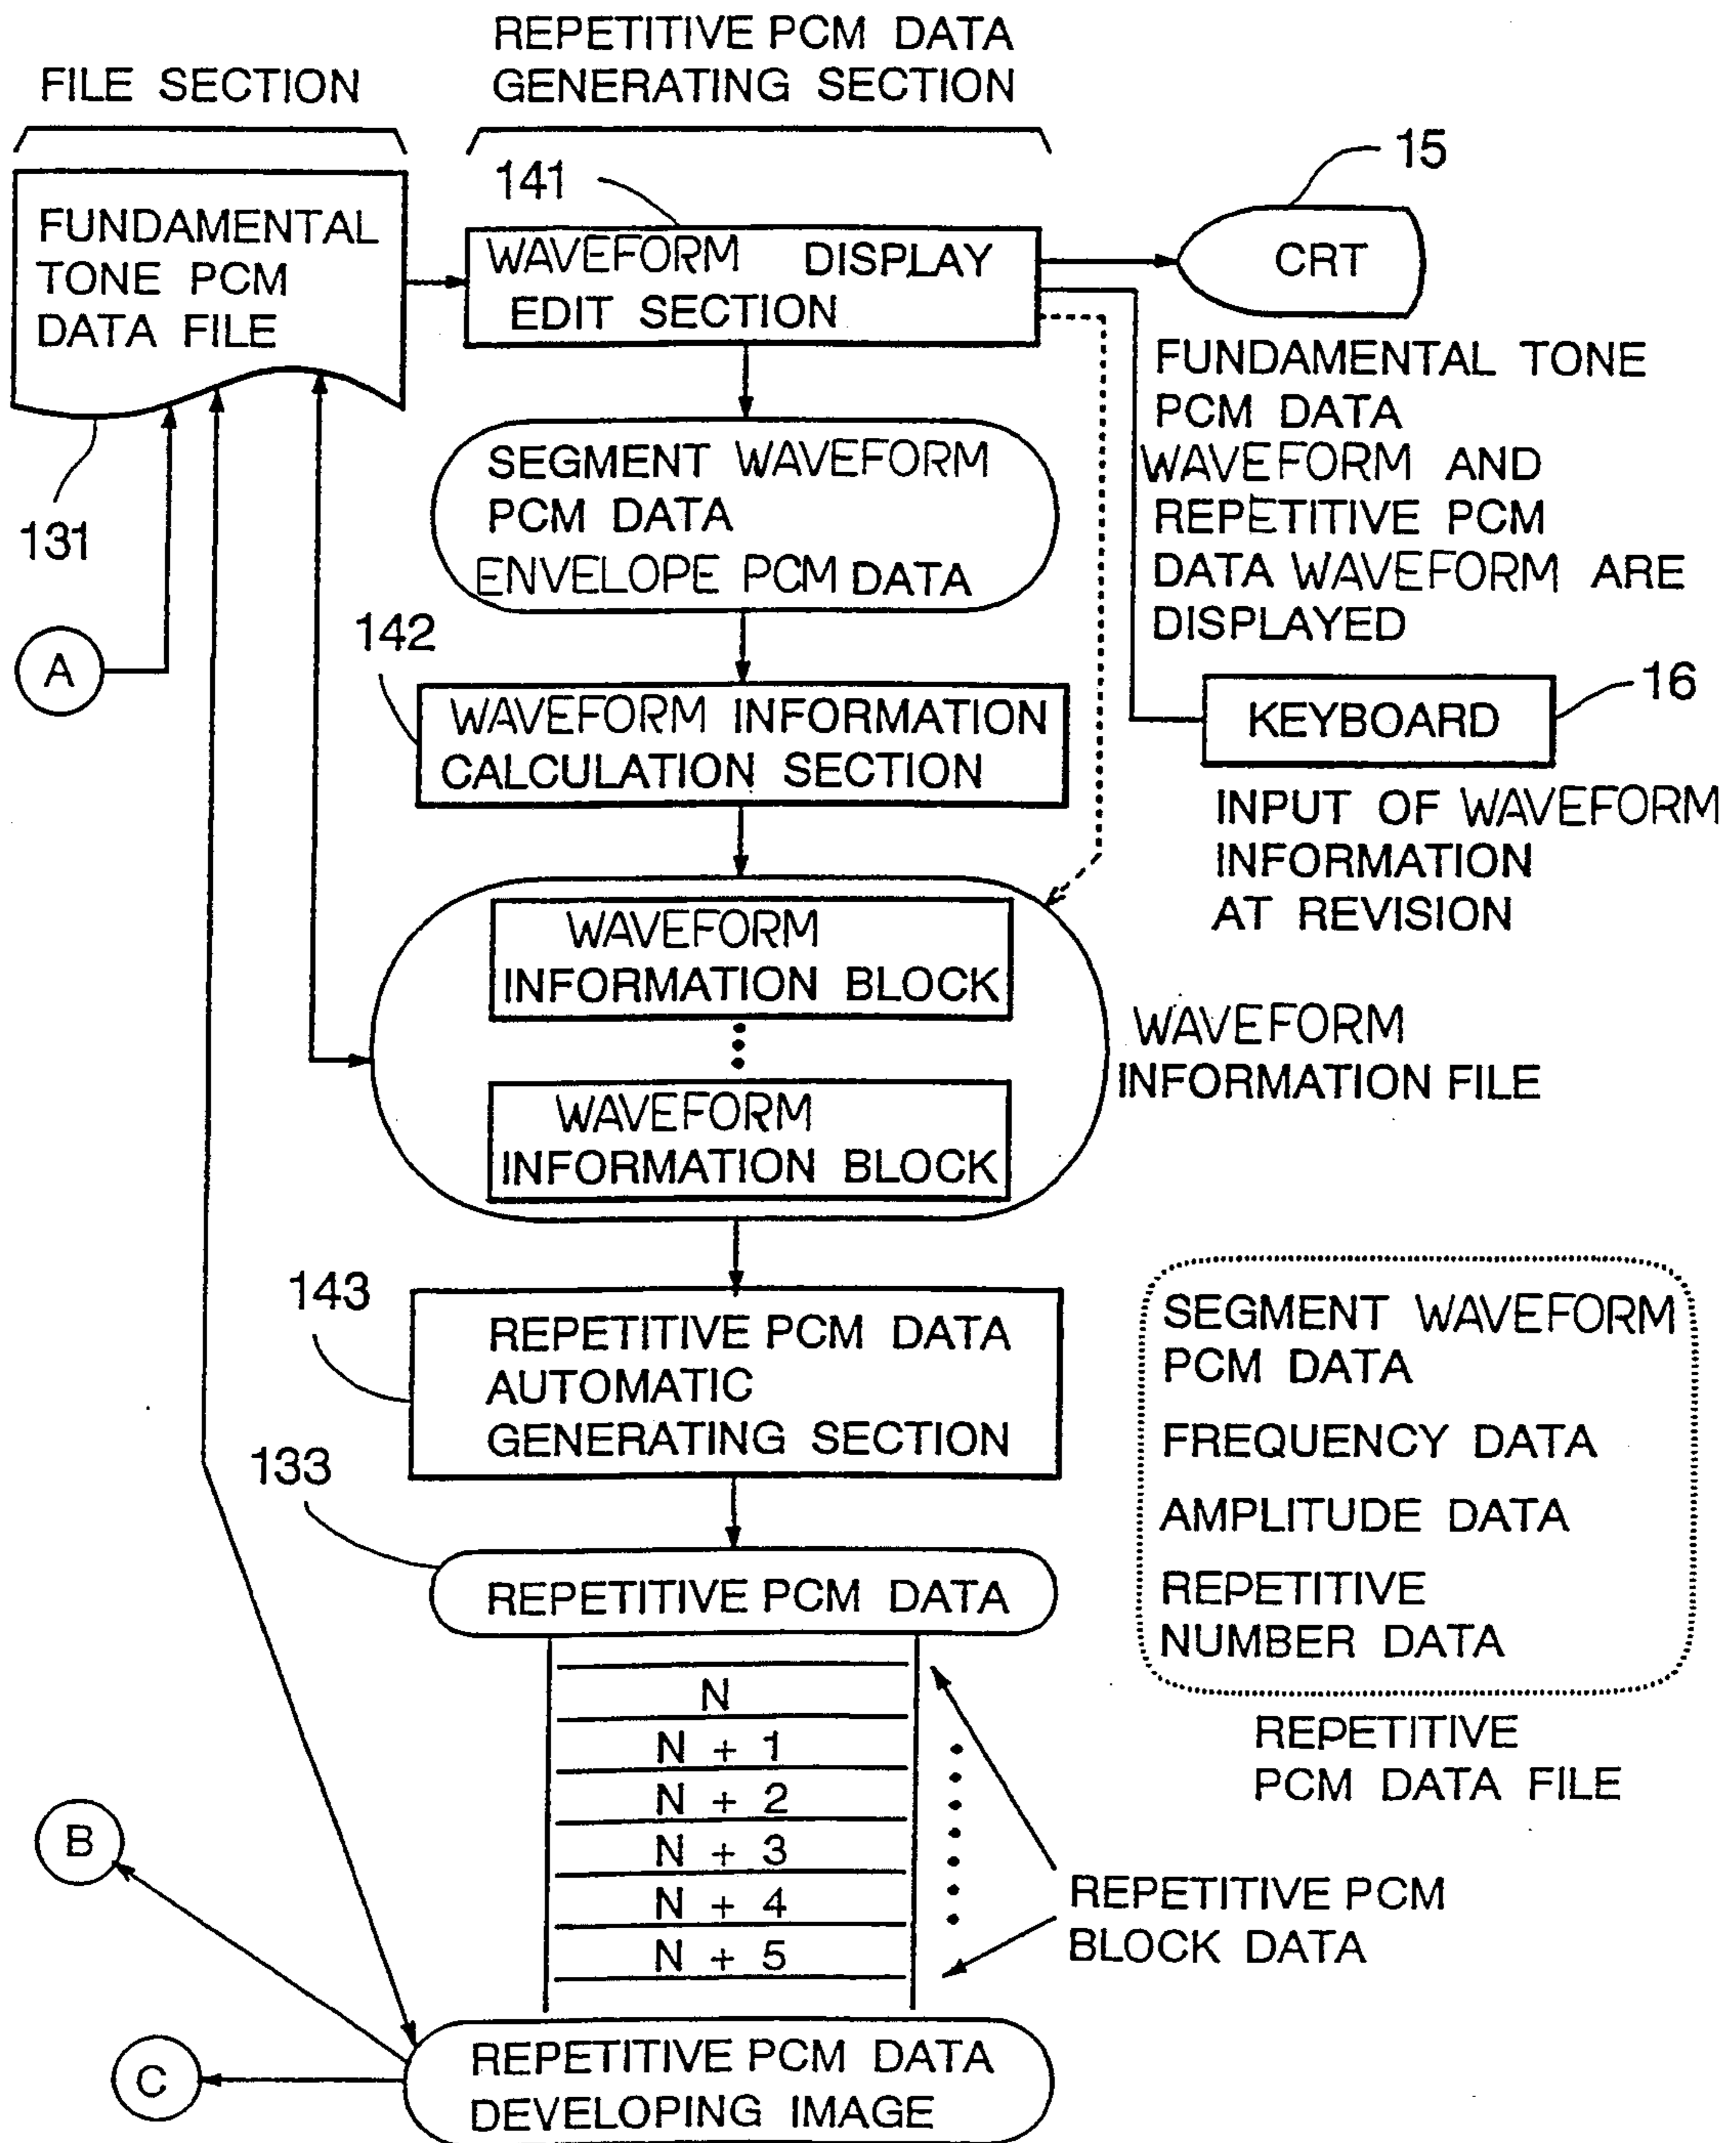 REPETITIVE PCM DATA
GENERATING SECTION
FILE SECTION
15
141
FUNDAMENTAL
TONE PCM
DATA FILE
WAVEFORM DISPLAY
EDIT SECTION
CRT
FUNDAMENTAL TONE
PCM DATA
WAVEFORM AND
REPETITIVE PCM
DATA WAVEFORM ARE
DISPLAYED
SEGMENT WAVEFORM
PCM DATA
ENVELOPE PCM DATA
131
A
142
WAVEFORM INFORMATION
CALCULATION SECTION
16
KEYBOARD
INPUT OF WAVEFORM
INFORMATION
AT REVISION
WAVEFORM
INFORMATION BLOCK
WAVEFORM
INFORMATION BLOCK
WAVEFORM
INFORMATION FILE
143
REPETITIVE PCM DATA
AUTOMATIC
GENERATING SECTION
SEGMENT WAVEFORM
PCM DATA
FREQUENCY DATA
AMPLITUDE DATA
REPETITIVE
NUMBER DATA
REPETITIVE
PCM DATA FILE
133
REPETITIVE PCM DATA
N
N + 1
N + 2
N + 3
N + 4
N + 5
REPETITIVE PCM
BLOCK DATA
B
C
REPETITIVE PCM DATA
DEVELOPING IMAGE